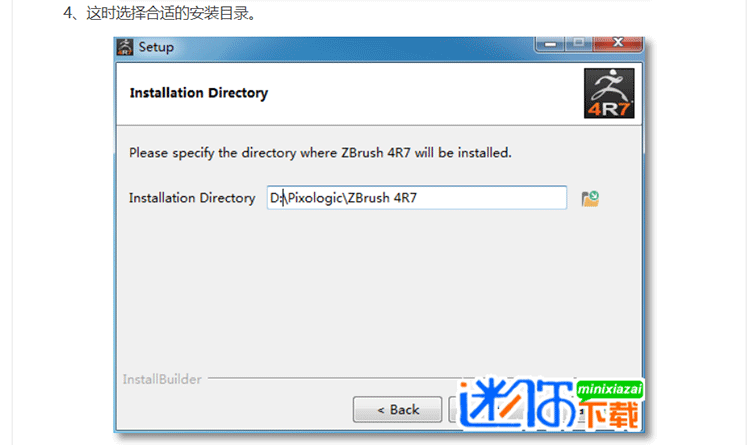 4、这时选择合适的安装目录。
Setup
Installation Directory
4R7
Please specify the directory where ZBrush 4R7 will be installed.
Installation Directory D:\Pixologic\ZBrush 4R7
InstallBuilder
< Back
迷你下载
minixiazai